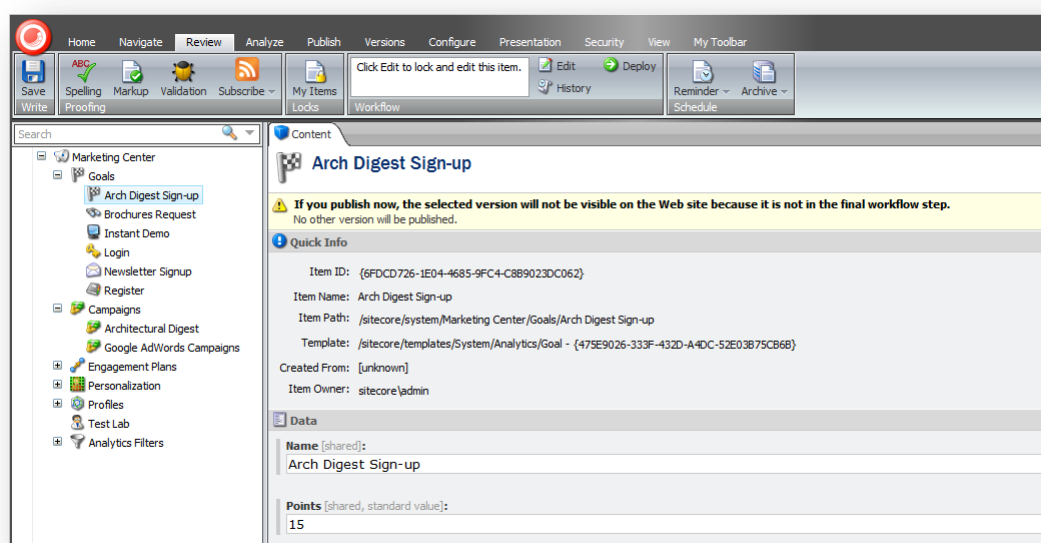 Home Navigate Review Analyze Publish Versions Configure Presentation Security View My Toolbar
ABC
Save Spelling Markup Validation Subscribe My Items Click Edit to lock and edit this item. Edit Deploy History Reminder Archive
Write Proofing Locks Workflow Schedule
Search
Marketing Center
Goals
Arch Digest Sign-up
Brochures Request
Instant Demo
Login
Newsletter Signup
Register
Campaigns
Architectural Digest
Google AdWords Campaigns
Engagement Plans
Personalization
Profiles
Test Lab
Analytics Filters
Content
Arch Digest Sign-up
If you publish now, the selected version will not be visible on the Web site because it is not in the final workflow step.
No other version will be published.
Quick Info
Item ID: {6FDCD726-1E04-4685-9FC4-C8B9023DC062}
Item Name: Arch Digest Sign-up
Item Path: /sitecore/system/Marketing Center/Goals/Arch Digest Sign-up
Template: /sitecore/templates/System/Analytics/Goal - {475E9026-333F-432D-A4DC-52E03B75CB6B}
Created From: [unknown]
Item Owner: sitecore\admin
Data
Name [shared]:
Arch Digest Sign-up
Points [shared, standard value]:
15